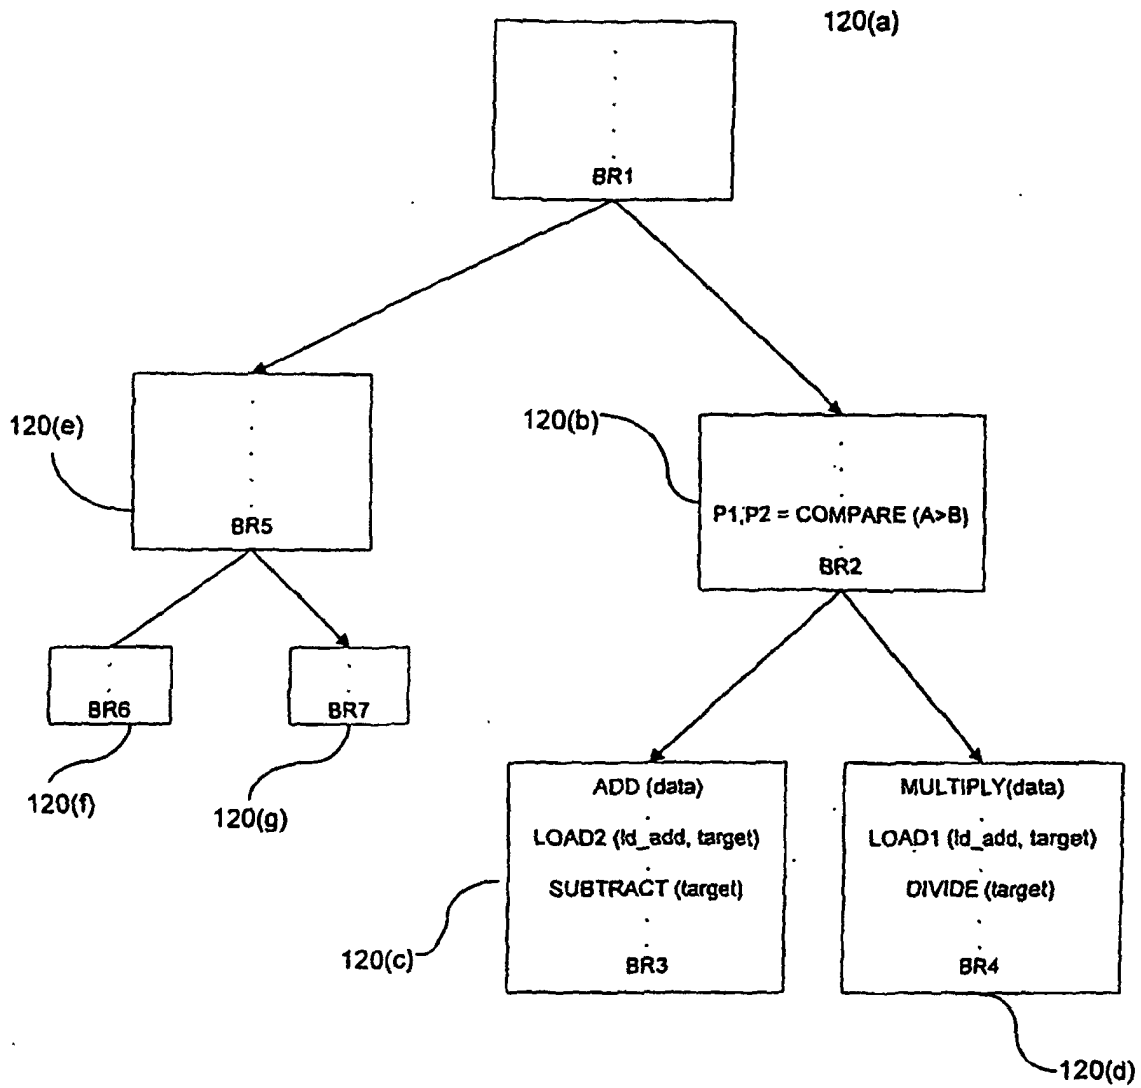 120(a)
BR1
120(e)
BR5
120(b)
P1,P2 = COMPARE (A>B)
BR2
BR6
BR7
120(f)
120(g)
ADD (data)
LOAD2 (ld_add, target)
SUBTRACT (target)
BR3
120(c)
MULTIPLY(data)
LOAD1 (ld_add, target)
DIVIDE (target)
BR4
120(d)